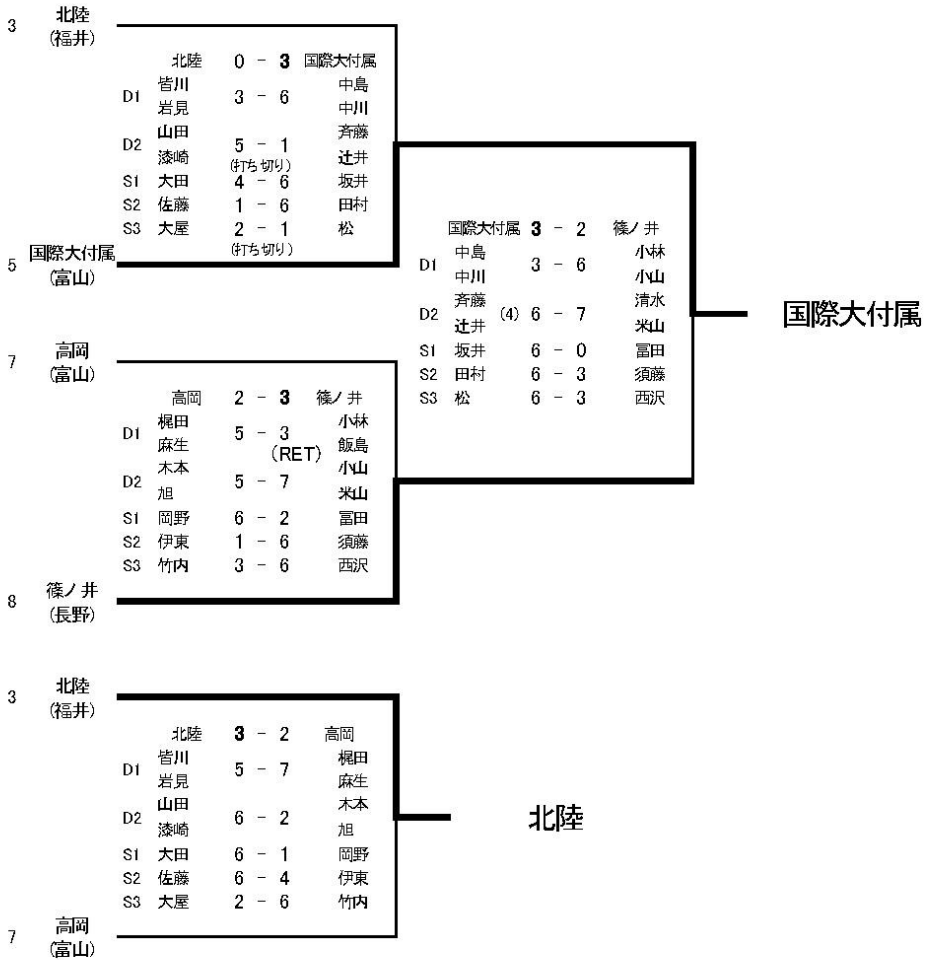 3 北陸
(福井)
北陸 0 - 3 国際大付属
D1 皆川 岩見 3 - 6 中島 中川
D2 山田 漆崎 5 - 1 斉藤 辻井
(打ち切り)
S1 大田 4 - 6 坂井
S2 佐藤 1 - 6 田村
S3 大屋 2 - 1 松
(打ち切り)
5 国際大付属
(富山)
7 高岡
(富山)
高岡 2 - 3 篠ノ井
D1 梶田 麻生 5 - 3 小林 飯島
(RET)
D2 木本 旭 5 - 7 小山 米山
S1 岡野 6 - 2 冨田
S2 伊東 1 - 6 須藤
S3 竹内 3 - 6 西沢
8 篠ノ井
(長野)
国際大付属 3 - 2 篠ノ井
D1 中島 中川 3 - 6 小林 小山
D2 斉藤 辻井 (4) 6 - 7 清水 米山
S1 坂井 6 - 0 冨田
S2 田村 6 - 3 須藤
S3 松 6 - 3 西沢
国際大付属
3 北陸
(福井)
北陸 3 - 2 高岡
D1 皆川 岩見 5 - 7 梶田 麻生
D2 山田 漆崎 6 - 2 木本 旭
S1 大田 6 - 1 岡野
S2 佐藤 6 - 4 伊東
S3 大屋 2 - 6 竹内
7 高岡
(富山)
北陸